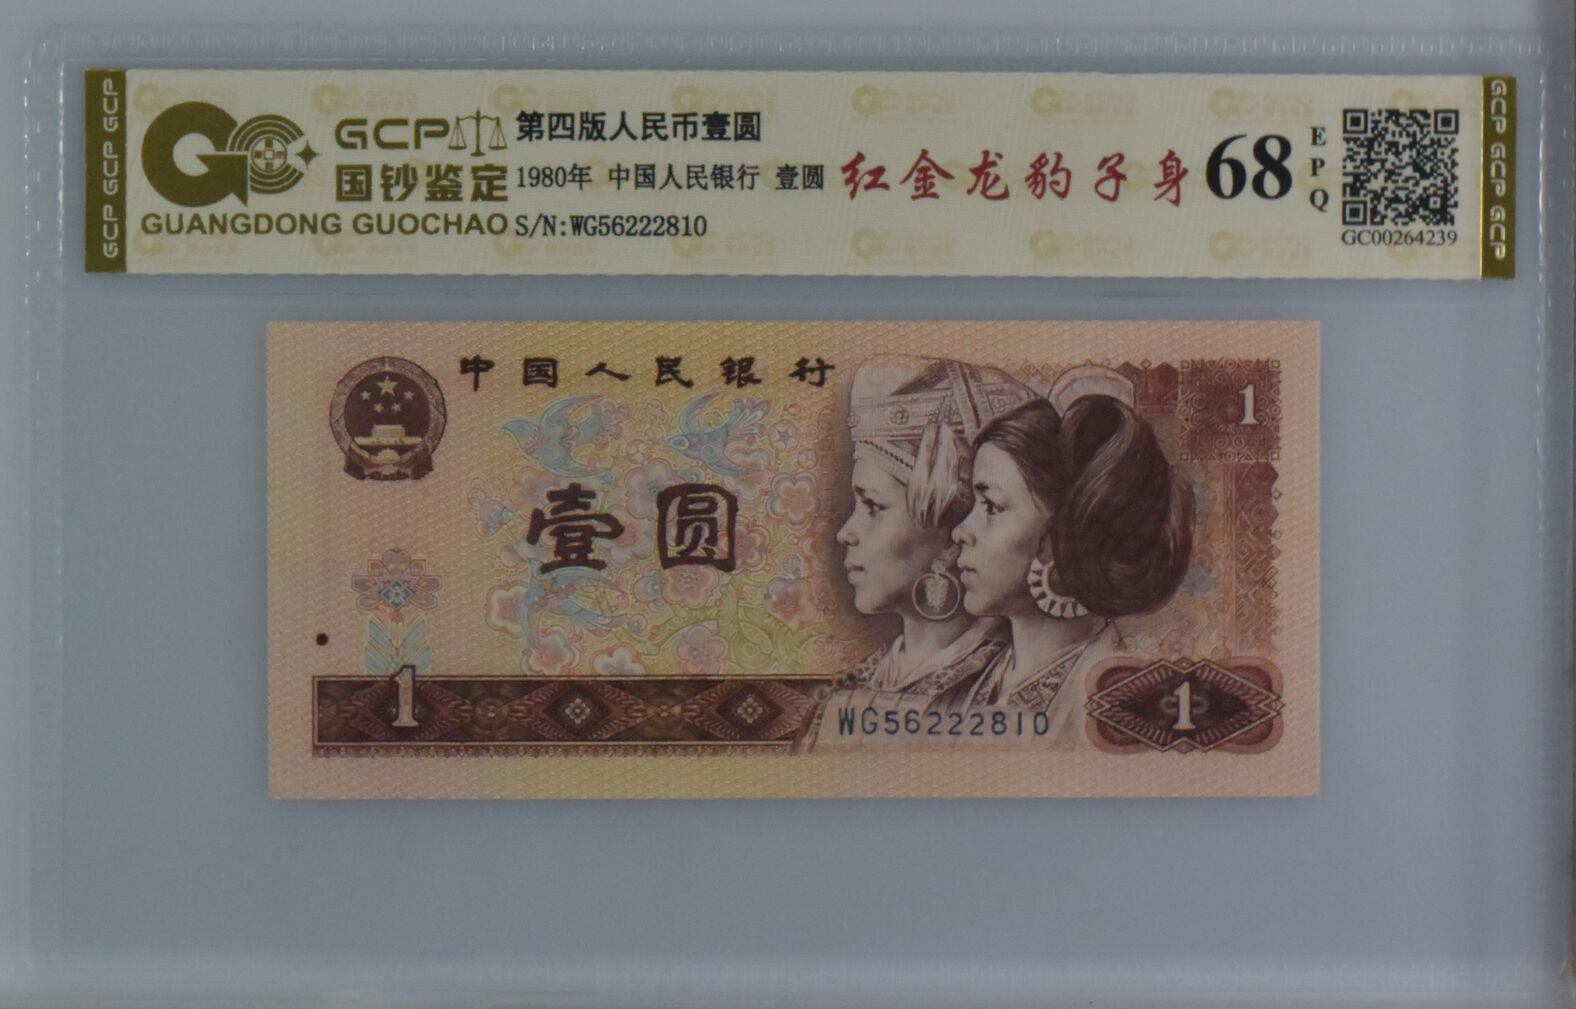 GCP GCP GCP
GCP
国钞鉴定
GUANGDONG GUOCHAO
第四版人民币壹圆
1980年 中国人民银行 壹圆
S/N:WG56222810
红金龙豹子身
68
EPQ
GC00264239
GCP GCP GCP
中国人民银行
1
壹圆
1
WG56222810
1